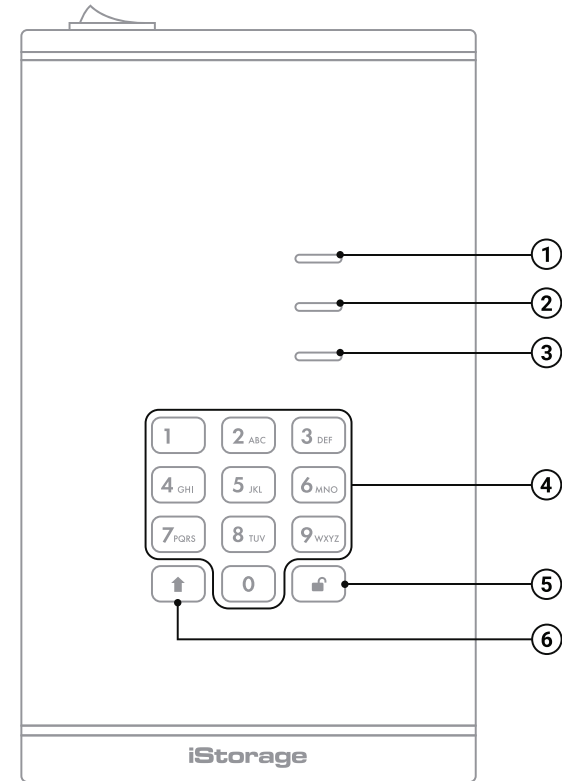 1
2
3
1
2 ABC
3 DEF
4 GHI
5 JKL
6 MNO
4
7 PQRS
8 TUV
9 WXYZ
0
5
6
iStorage